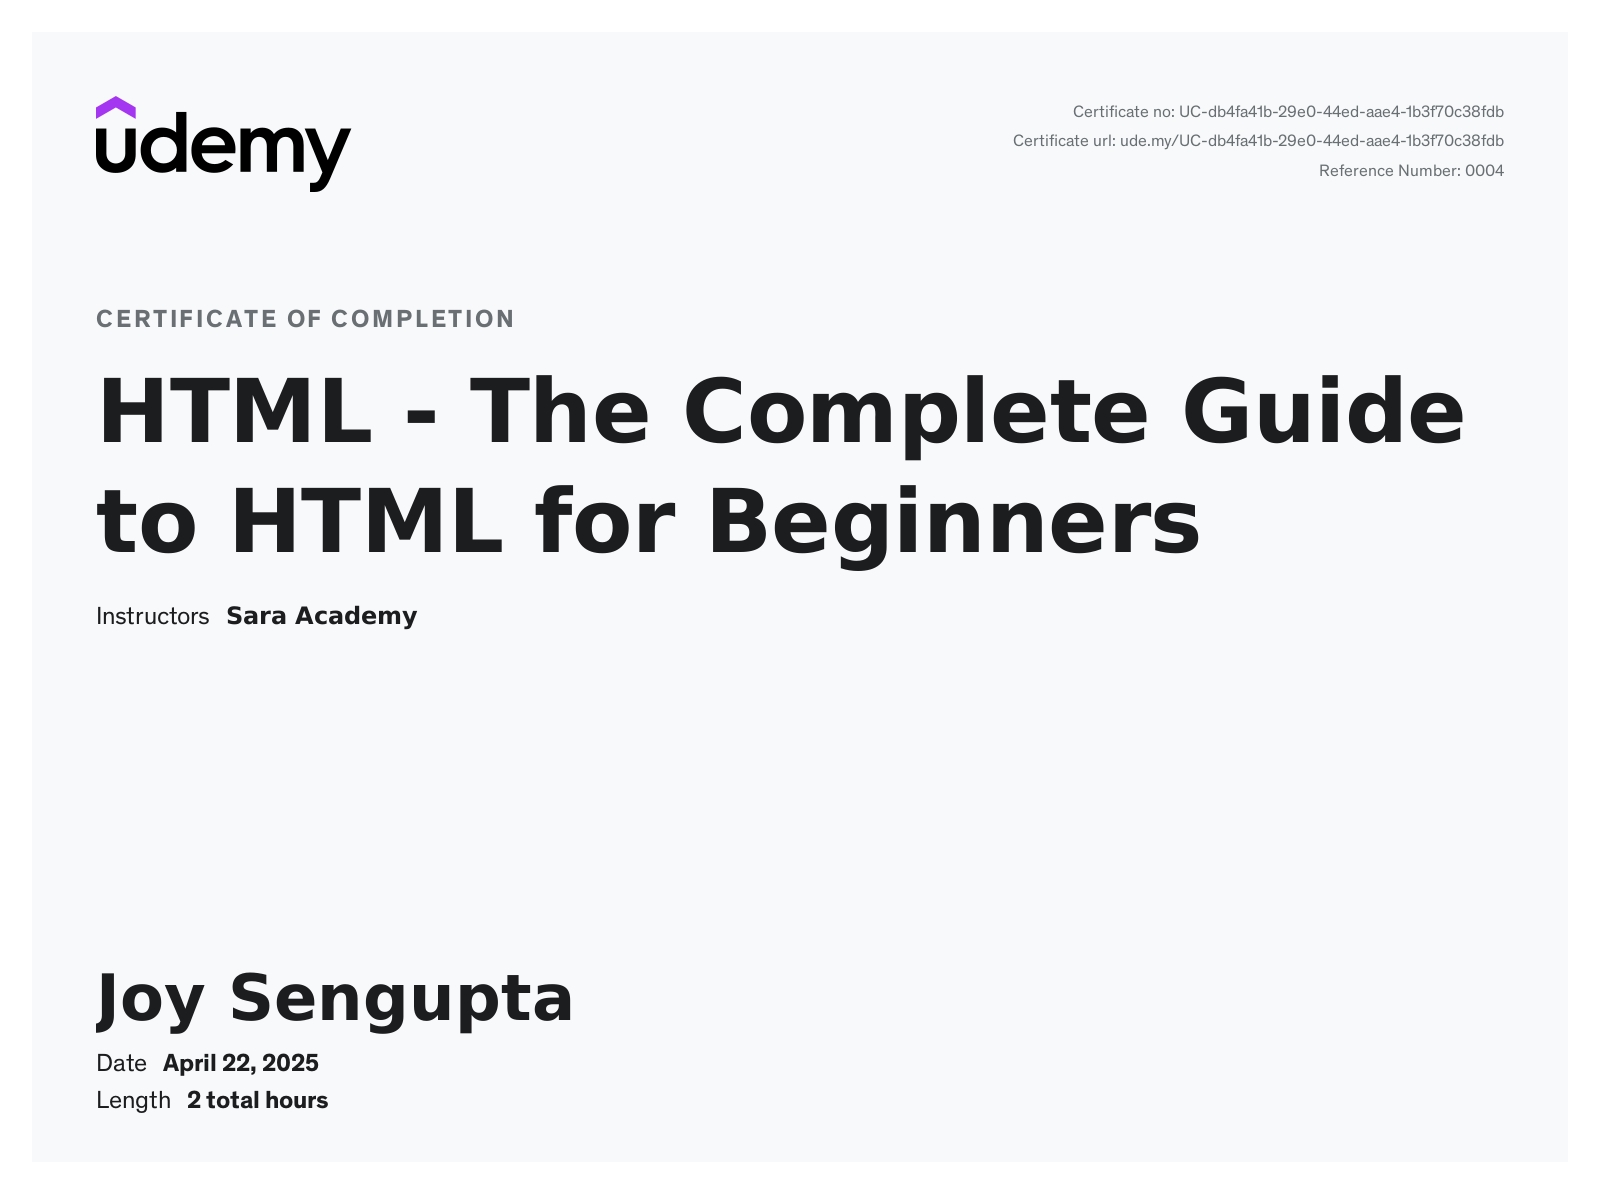 udemy
Certificate no: UC-db4fa41b-29e0-44ed-aae4-1b3f70c38fdb
Certificate url: ude.my/UC-db4fa41b-29e0-44ed-aae4-1b3f70c38fdb
Reference Number: 0004
CERTIFICATE OF COMPLETION
HTML - The Complete Guide
to HTML for Beginners
Instructors Sara Academy
Joy Sengupta
Date April 22, 2025
Length 2 total hours